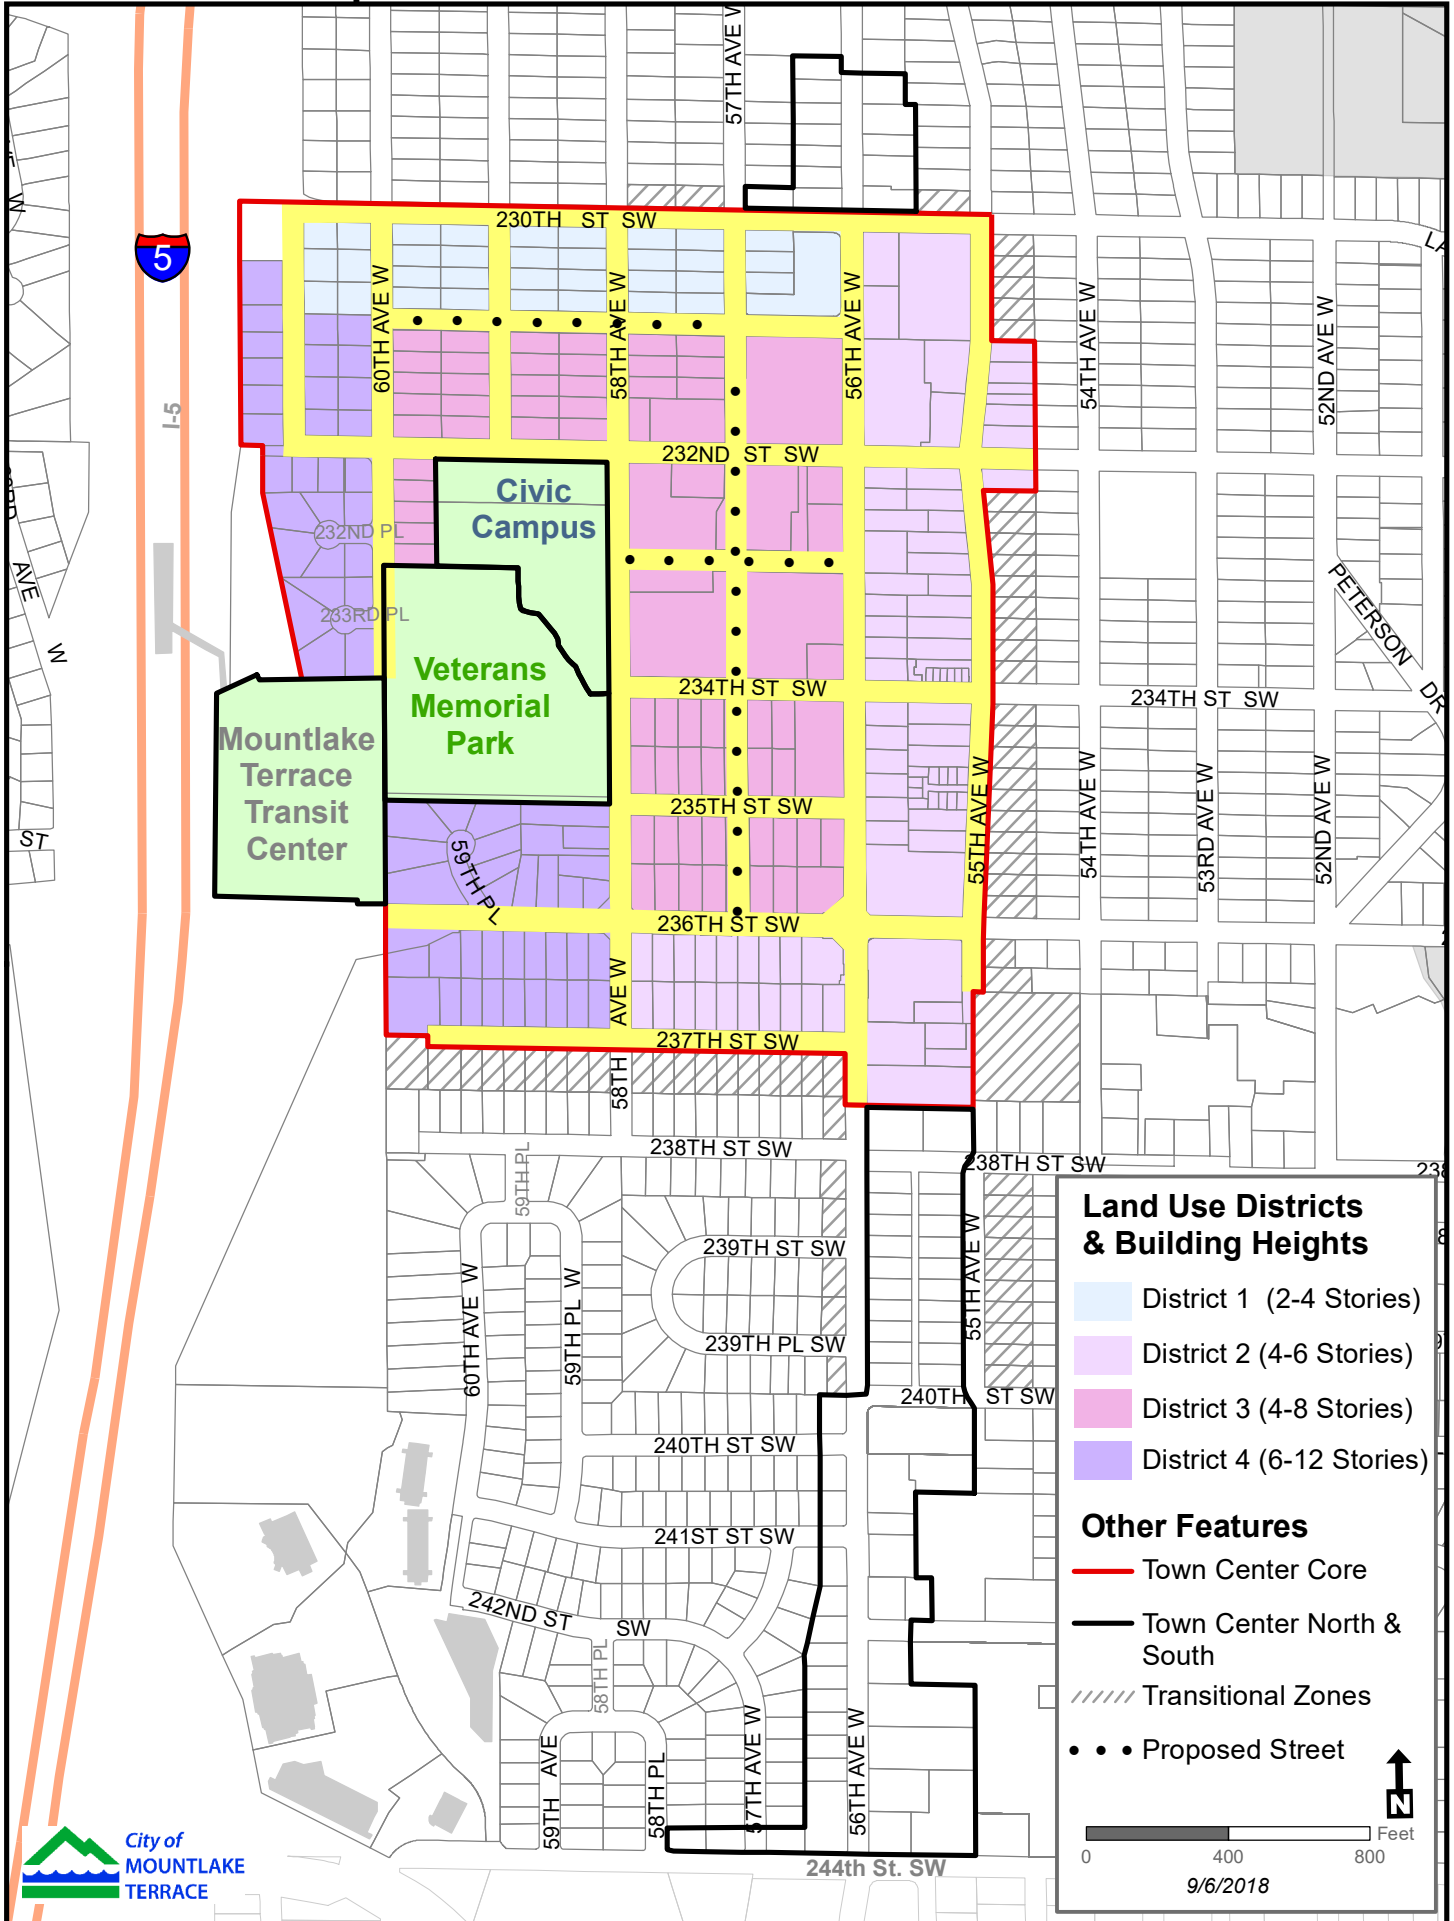 57TH AVE W
W
230TH ST SW
5
LA
60TH AVE W
58TH AVE W
56TH AVE W
54TH AVE W
52ND AVE W
I-5
232ND ST SW
Civic
Campus
232ND PL
AVE
W
PETERSON
DR
233RD PL
Veterans
Memorial
Park
234TH ST SW
234TH ST SW
Mountlake
Terrace
Transit
Center
235TH ST SW
55TH AVE W
54TH AVE W
53RD AVE W
52ND AVE W
ST
59TH PL
236TH ST SW
58TH AVE W
237TH ST SW
238TH ST SW
238TH ST SW
238
59TH PL
239TH ST SW
60TH AVE W
59TH PL W
55TH AVE W
239TH PL SW
240TH ST SW
240TH ST SW
241ST ST SW
242ND ST SW
58TH PL
59TH AVE
58TH PL
57TH AVE W
56TH AVE W
244th St. SW
Land Use Districts
& Building Heights
District 1 (2-4 Stories)
District 2 (4-6 Stories)
District 3 (4-8 Stories)
District 4 (6-12 Stories)
Other Features
Town Center Core
Town Center North &
South
Transitional Zones
Proposed Street
N
Feet
0 400 800
9/6/2018
City of
MOUNTLAKE
TERRACE